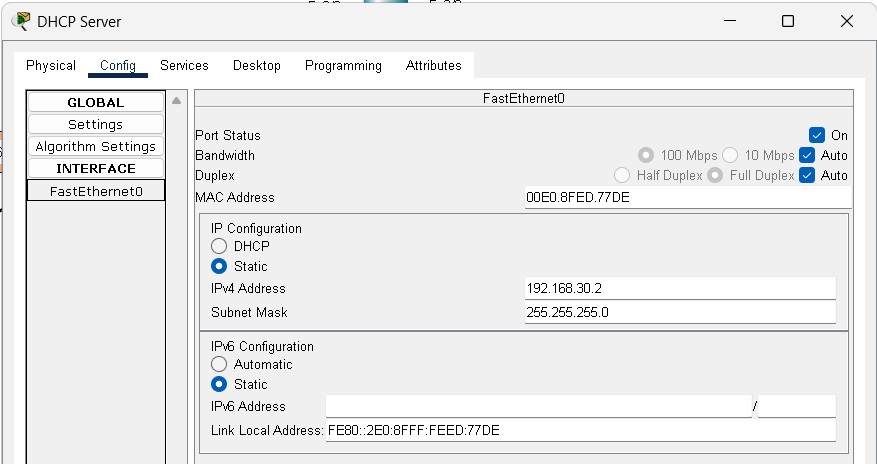 DHCP Server
Physical Config Services Desktop Programming Attributes
GLOBAL
Settings
Algorithm Settings
INTERFACE
FastEthernet0
FastEthernet0
Port Status On
Bandwidth 100 Mbps 10 Mbps Auto
Duplex Half Duplex Full Duplex Auto
MAC Address 00E0.8FED.77DE
IP Configuration
DHCP
Static
IPv4 Address 192.168.30.2
Subnet Mask 255.255.255.0
IPv6 Configuration
Automatic
Static
IPv6 Address /
Link Local Address: FE80::2E0:8FFF:FEED:77DE